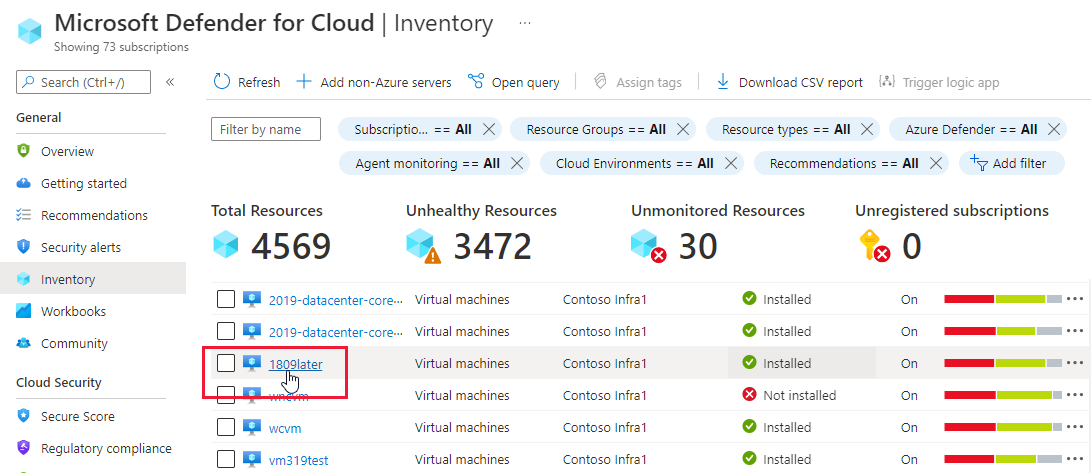 Microsoft Defender for Cloud | Inventory ...
Showing 73 subscriptions
Search (Ctrl+/) «
Refresh + Add non-Azure servers Open query Assign tags Download CSV report Trigger logic app
General
Overview
Getting started
Recommendations
Security alerts
Inventory
Workbooks
Community
Cloud Security
Secure Score
Regulatory compliance
Filter by name Subscriptio... == All Resource Groups == All Resource types == All Azure Defender == All
Agent monitoring == All Cloud Environments == All Recommendations == All Add filter
Total Resources Unhealthy Resources Unmonitored Resources Unregistered subscriptions
4569 3472 30 0
2019-datacenter-core... Virtual machines Contoso Infra1 Installed On ...
2019-datacenter-core... Virtual machines Contoso Infra1 Installed On ...
1809later Virtual machines Contoso Infra1 Installed On ...
Virtual machines Contoso Infra1 Not installed On ...
wcvm Virtual machines Contoso Infra1 Installed On ...
vm319test Virtual machines Contoso Infra1 Installed On ...